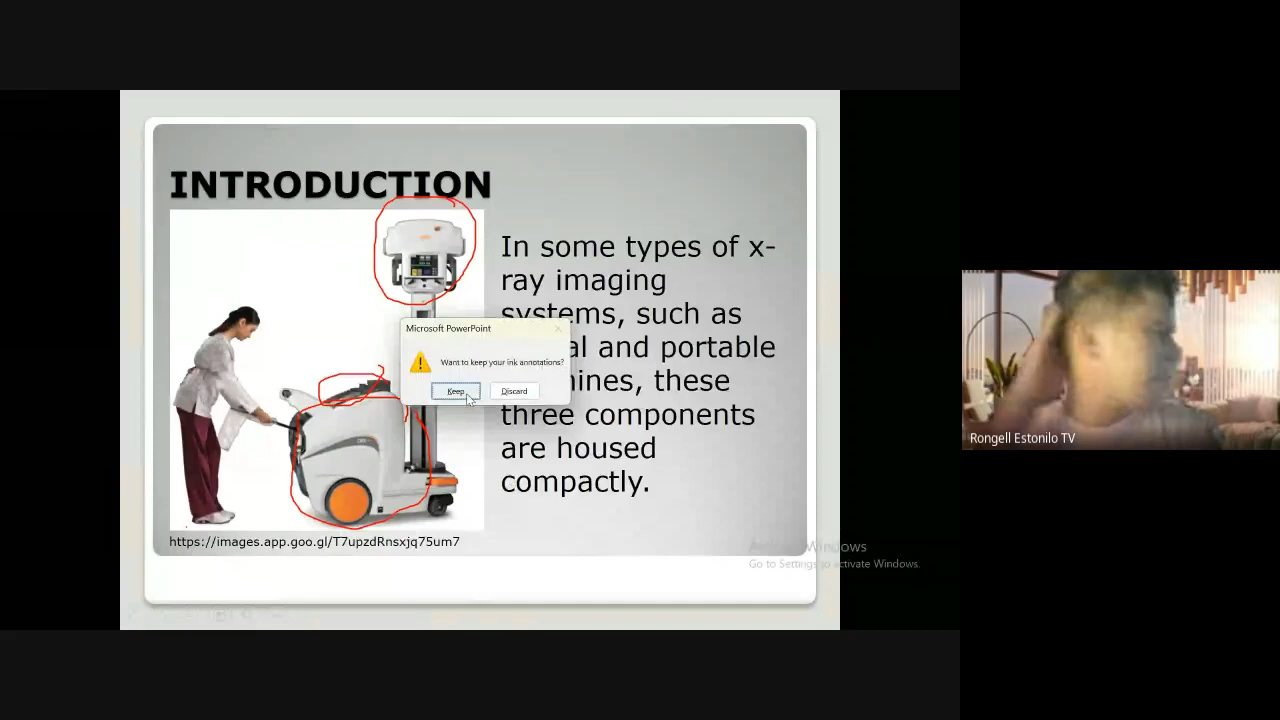 INTRODUCTION
In some types of x-
ray imaging
systems, such as
al and portable
hines, these
three components
are housed
compactly.
Microsoft PowerPoint
Want to keep your ink annotations?
Keep
Discard
https://images.app.goo.gl/T7upzdRnsxjq75um7
Windows
Go to Settings to activate Windows.
Rongell Estonilo TV